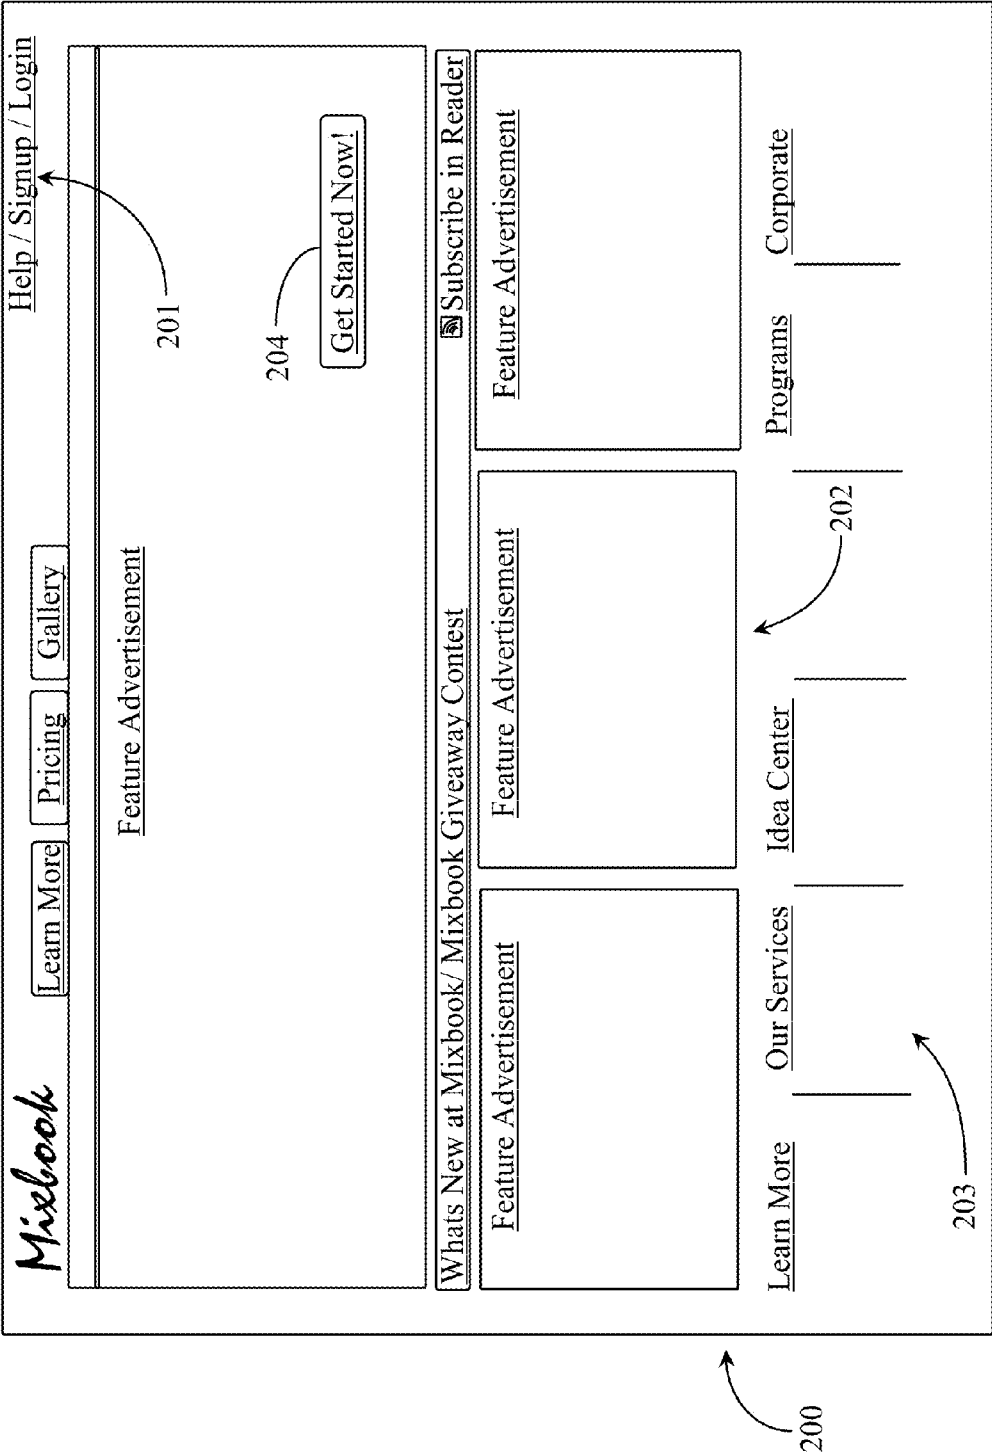 Help / Signup / Login
Mixbook
Learn More
Pricing
Gallery
201
Feature Advertisement
204
Get Started Now!
Whats New at Mixbook/ Mixbook Giveaway Contest
Subscribe in Reader
Feature Advertisement
Feature Advertisement
Feature Advertisement
202
Learn More
Our Services
Idea Center
Programs
Corporate
203
200